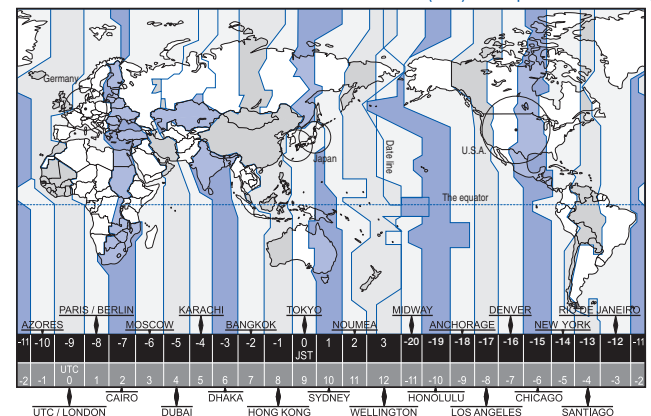 Germany
Japan
Date line
U.S.A.
The equator
PARIS / BERLIN KARACHI TOKYO MIDWAY DENVER RIO DE JANEIRO
AZORES MOSCOW BANGKOK NOUMEA ANCHORAGE NEW YORK
-11 -10 -9 -8 -7 -6 -5 -4 -3 -2 -1 0 1 2 3 -20 -19 -18 -17 -16 -15 -14 -13 -12 -11
JST
UTC
-2 -1 0 1 2 3 4 5 6 7 8 9 10 11 12 -11 -10 -9 -8 -7 -6 -5 -4 -3 -2
CAIRO DHAKA SYDNEY HONOLULU CHICAGO
UTC / LONDON DUBAI HONG KONG WELLINGTON LOS ANGELES SANTIAGO